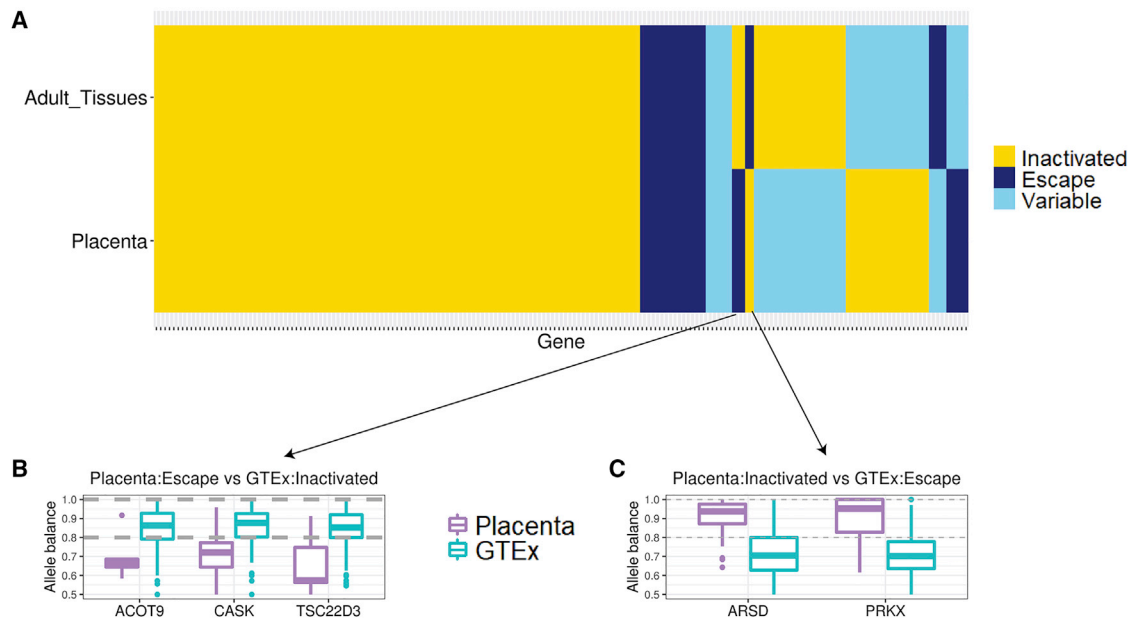 A
Adult_Tissues
Placenta
Gene
Inactivated
Escape
Variable
B
Placenta:Escape vs GTEx:Inactivated
Allele balance
1.0
0.9
0.8
0.7
0.6
0.5
ACOT9 CASK TSC22D3
Placenta
GTEx
C
Placenta:Inactivated vs GTEx:Escape
Allele balance
1.0
0.9
0.8
0.7
0.6
0.5
ARSD PRKX